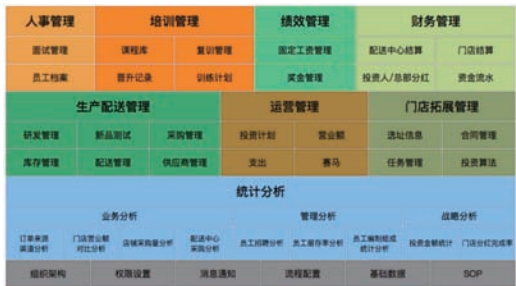 人事管理 培训管理 绩效管理 财务管理
面试管理 课程库 复训管理 固定工资管理 配送中心结算 门店结算
员工档案 晋升记录 训练计划 奖金管理 投资人/总部分红 资金流水
生产配送管理 运营管理 门店拓展管理
研发管理 新品测试 采购管理 投资计划 营业额 选址信息 合同管理
库存管理 配送管理 供应商管理 支出 赛马 任务管理 投资算法
统计分析
业务分析 管理分析 战略分析
订单来源 门店营业额 店铺采购量分析 配送中心 员工招聘分析 员工留存率分析 员工编制组成 投资金额统计 门店分红完成率
渠道分析 对比分析 采购分析 统计分析
组织架构 权限设置 消息通知 流程配置 基础数据 SOP